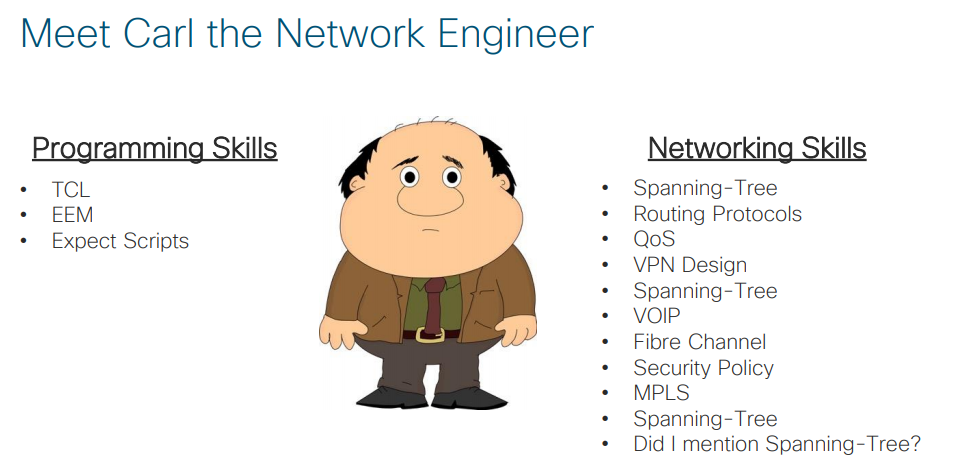 Meet Carl the Network Engineer
Programming Skills
• TCL
• EEM
• Expect Scripts
Networking Skills
• Spanning-Tree
• Routing Protocols
• QoS
• VPN Design
• Spanning-Tree
• VOIP
• Fibre Channel
• Security Policy
• MPLS
• Spanning-Tree
• Did I mention Spanning-Tree?